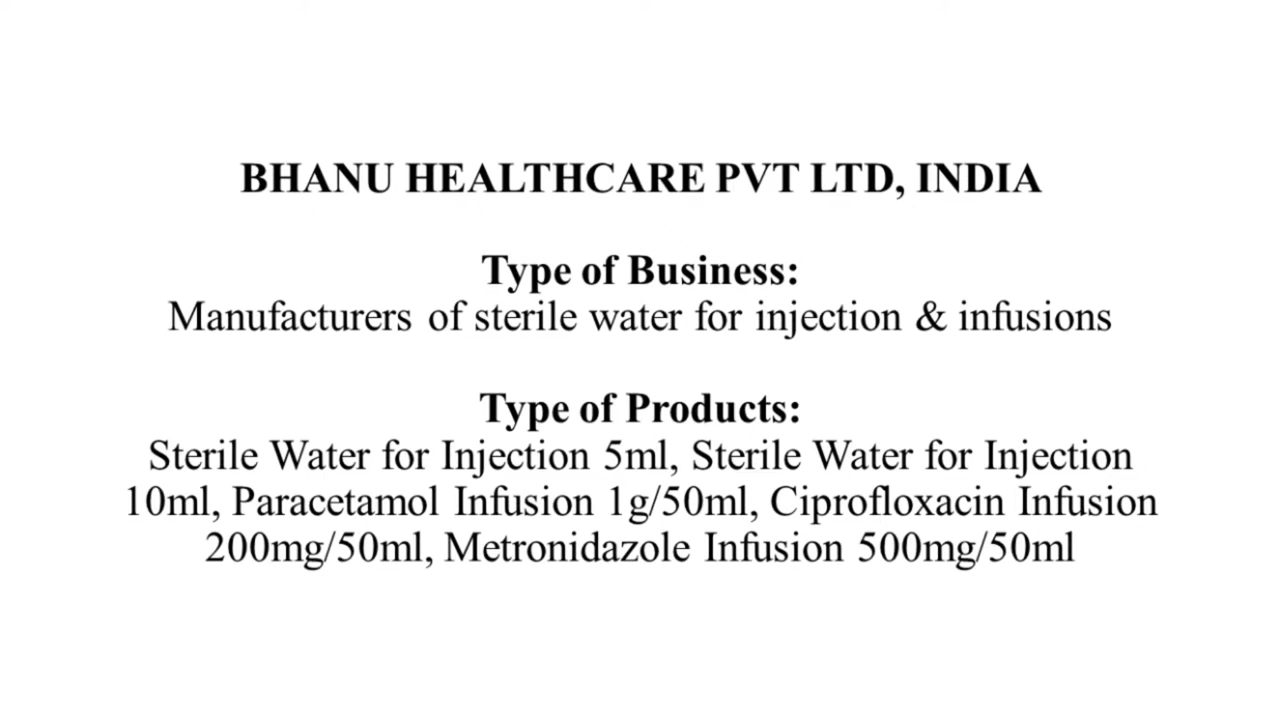 BHANU HEALTHCARE PVT LTD, INDIA
Type of Business:
Manufacturers of sterile water for injection & infusions
Type of Products:
Sterile Water for Injection 5ml, Sterile Water for Injection
10ml, Paracetamol Infusion 1g/50ml, Ciprofloxacin Infusion
200mg/50ml, Metronidazole Infusion 500mg/50ml